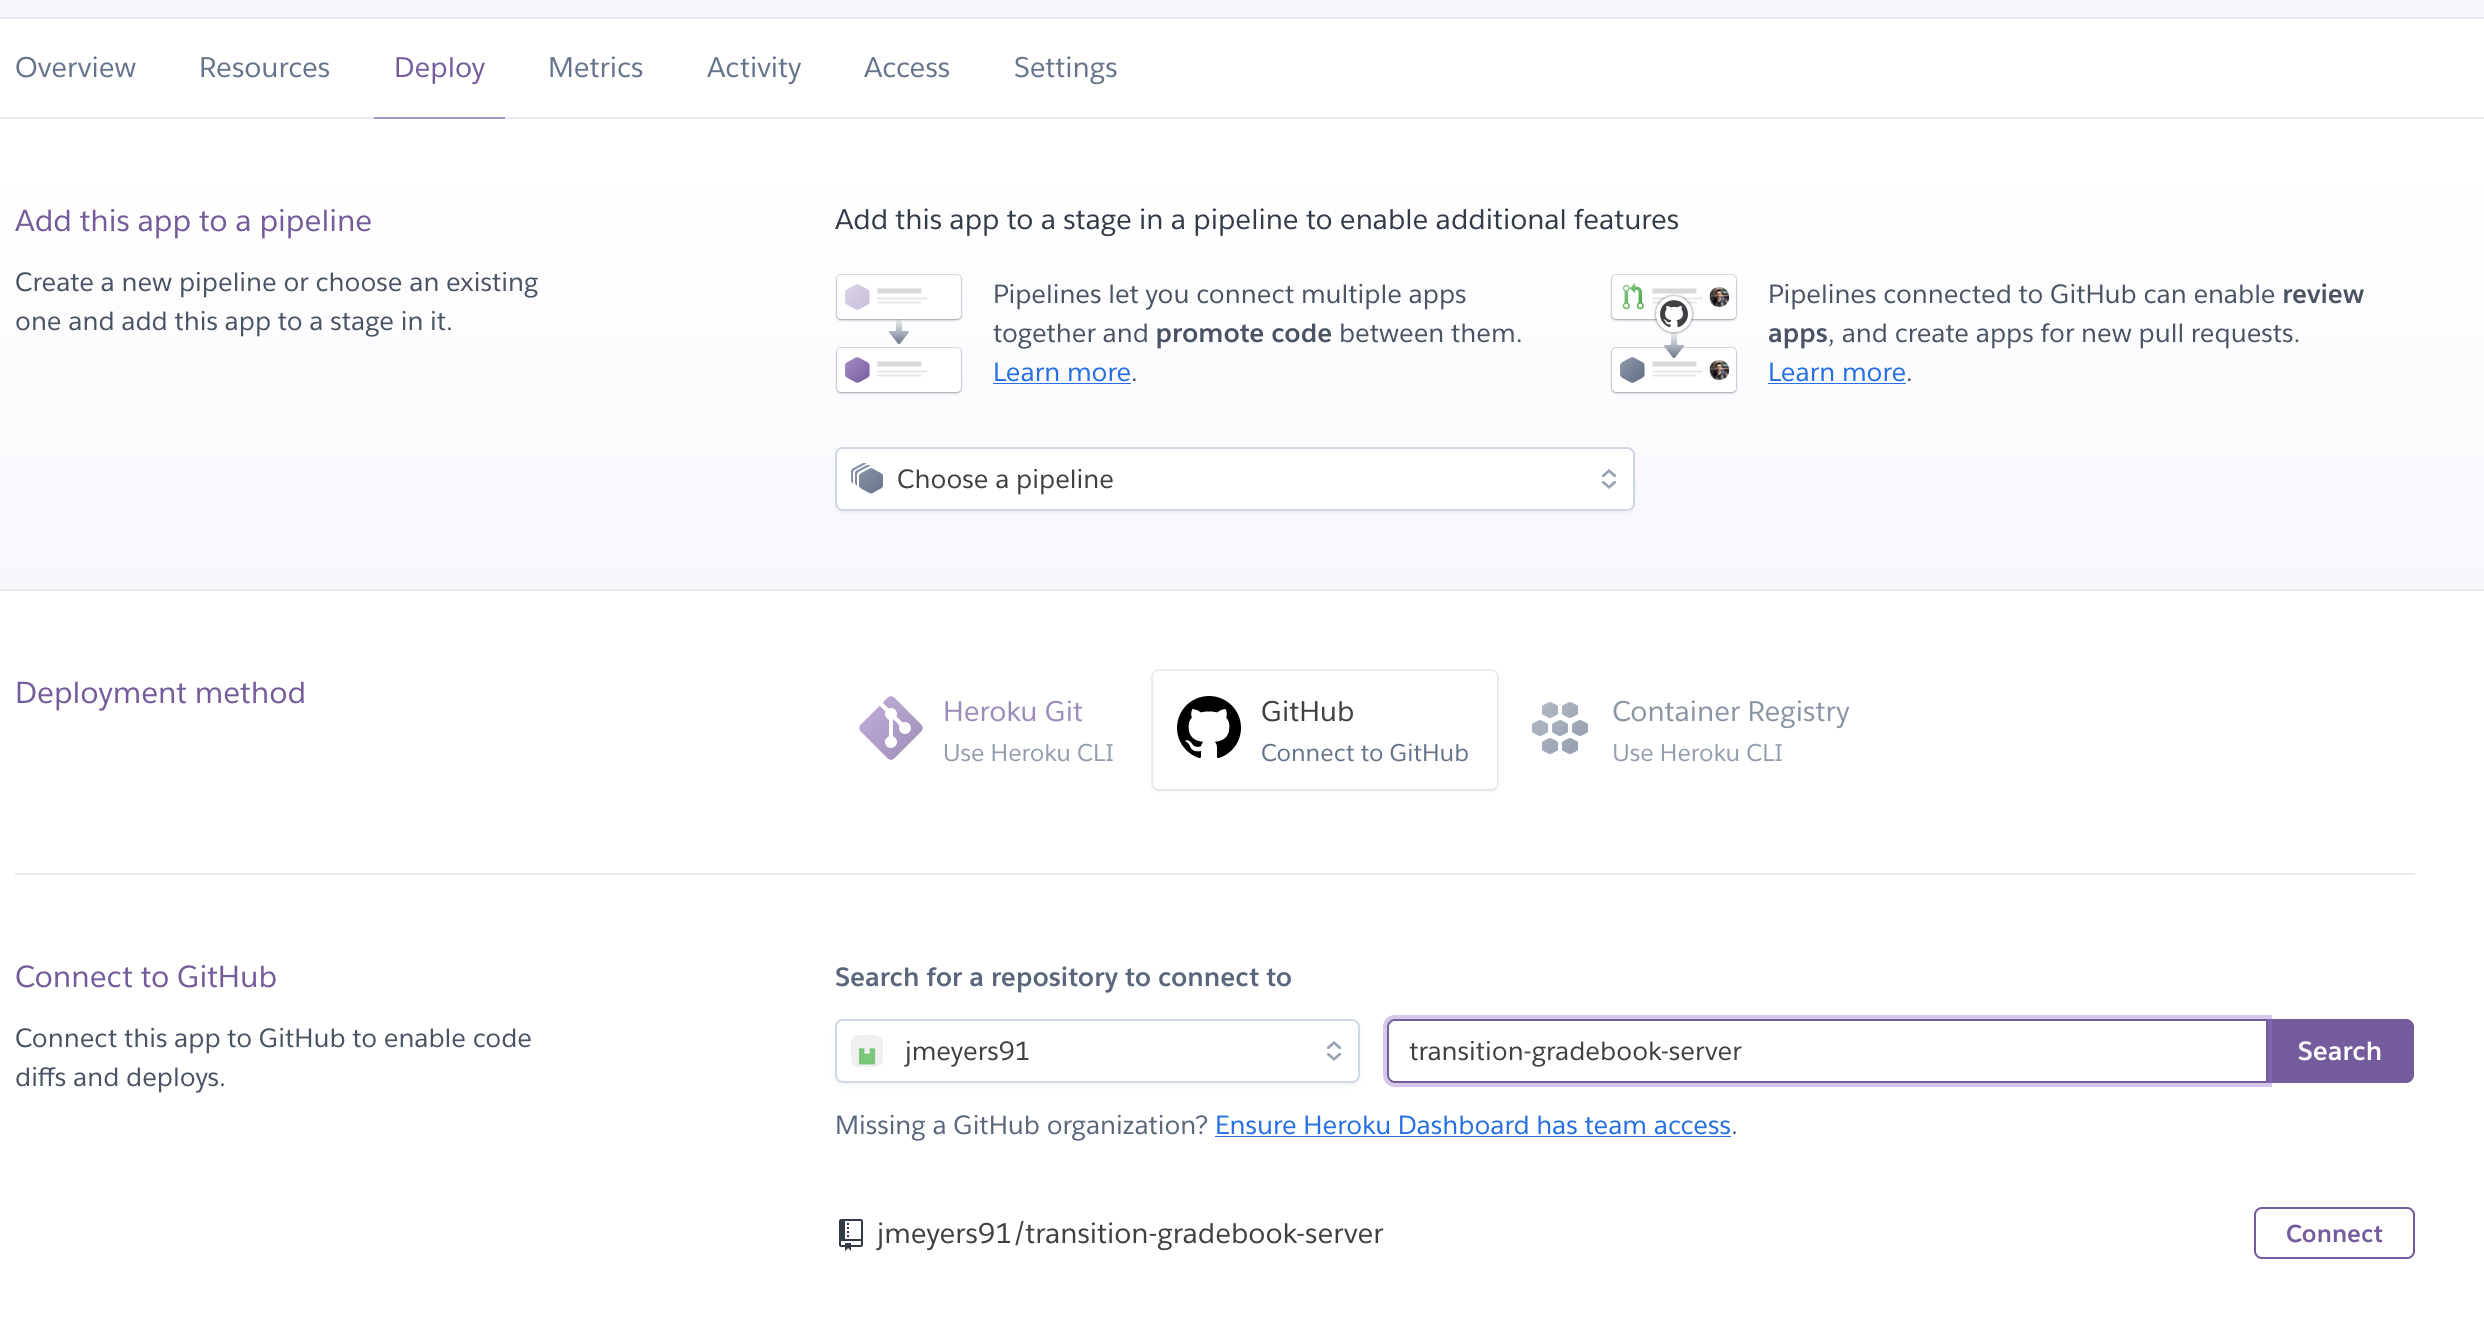 Overview Resources Deploy Metrics Activity Access Settings
Add this app to a pipeline
Create a new pipeline or choose an existing
one and add this app to a stage in it.
Add this app to a stage in a pipeline to enable additional features
Pipelines let you connect multiple apps
together and promote code between them.
Learn more.
Pipelines connected to GitHub can enable review
apps, and create apps for new pull requests.
Learn more.
Choose a pipeline
Deployment method
Heroku Git
Use Heroku CLI
GitHub
Connect to GitHub
Container Registry
Use Heroku CLI
Connect to GitHub
Connect this app to GitHub to enable code
diffs and deploys.
Search for a repository to connect to
jmeyers91
transition-gradebook-server
Search
Missing a GitHub organization? Ensure Heroku Dashboard has team access.
jmeyers91/transition-gradebook-server
Connect